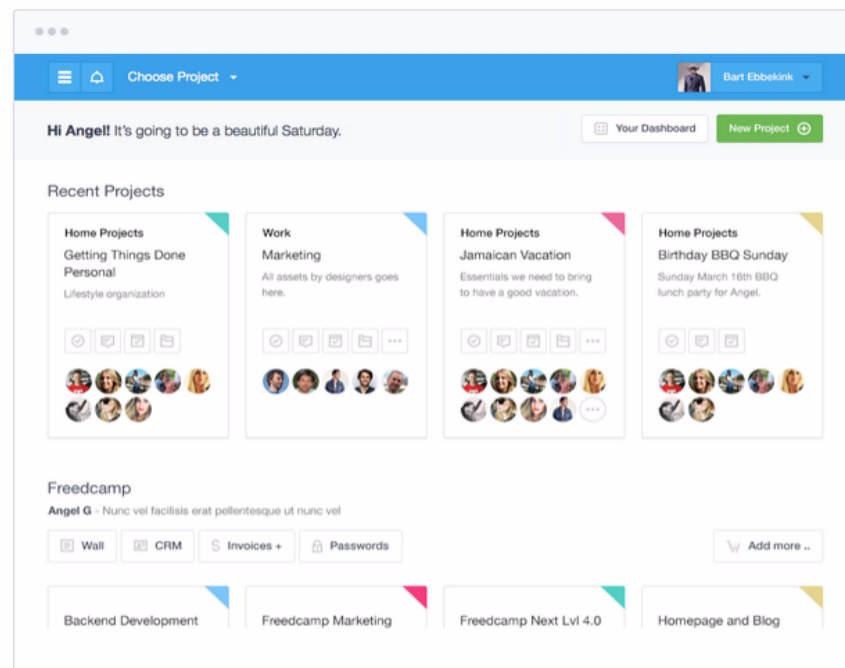 Choose Project
Bart Ebbekink
Hi Angel! It's going to be a beautiful Saturday.
Your Dashboard
New Project
Recent Projects
Home Projects
Getting Things Done
Personal
Lifestyle organization
Work
Marketing
All assets by designers goes
here.
Home Projects
Jamaican Vacation
Essentials we need to bring
to have a good vacation.
Home Projects
Birthday BBQ Sunday
Sunday March 16th BBQ
lunch party for Angel.
Freedcamp
Angel G - Nunc vel facilisis erat pellentesque ut nunc vel
Wall
CRM
Invoices +
Passwords
Add more ..
Backend Development
Freedcamp Marketing
Freedcamp Next Lvl 4.0
Homepage and Blog